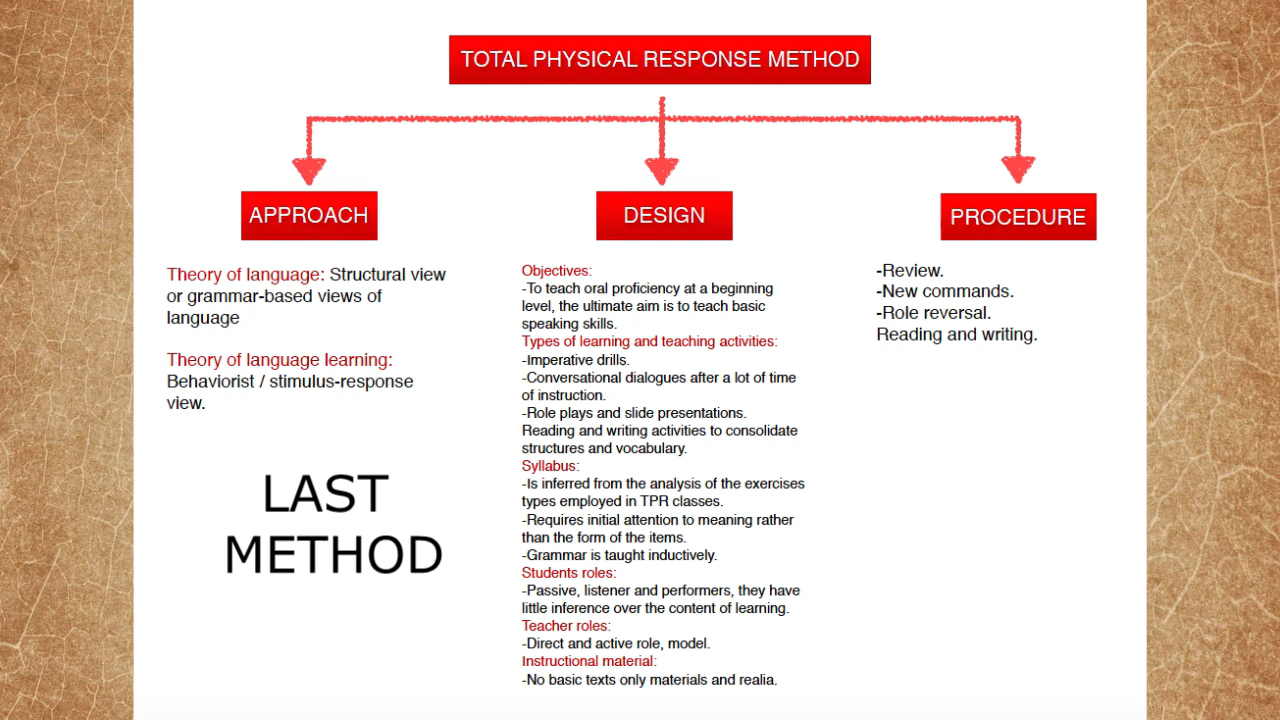 TOTAL PHYSICAL RESPONSE METHOD
APPROACH
Theory of language: Structural view
or grammar-based views of
language
Theory of language learning:
Behaviorist / stimulus-response
view.
LAST
METHOD
DESIGN
Objectives:
-To teach oral proficiency at a beginning
level, the ultimate aim is to teach basic
speaking skills.
Types of learning and teaching activities:
-Imperative drills.
-Conversational dialogues after a lot of time
of instruction.
-Role plays and slide presentations.
Reading and writing activities to consolidate
structures and vocabulary.
Syllabus:
-Is inferred from the analysis of the exercises
types employed in TPR classes.
-Requires initial attention to meaning rather
than the form of the items.
-Grammar is taught inductively.
Students roles:
-Passive, listener and performers, they have
little inference over the content of learning.
Teacher roles:
-Direct and active role, model.
Instructional material:
-No basic texts only materials and realia.
PROCEDURE
-Review.
-New commands.
-Role reversal.
Reading and writing.